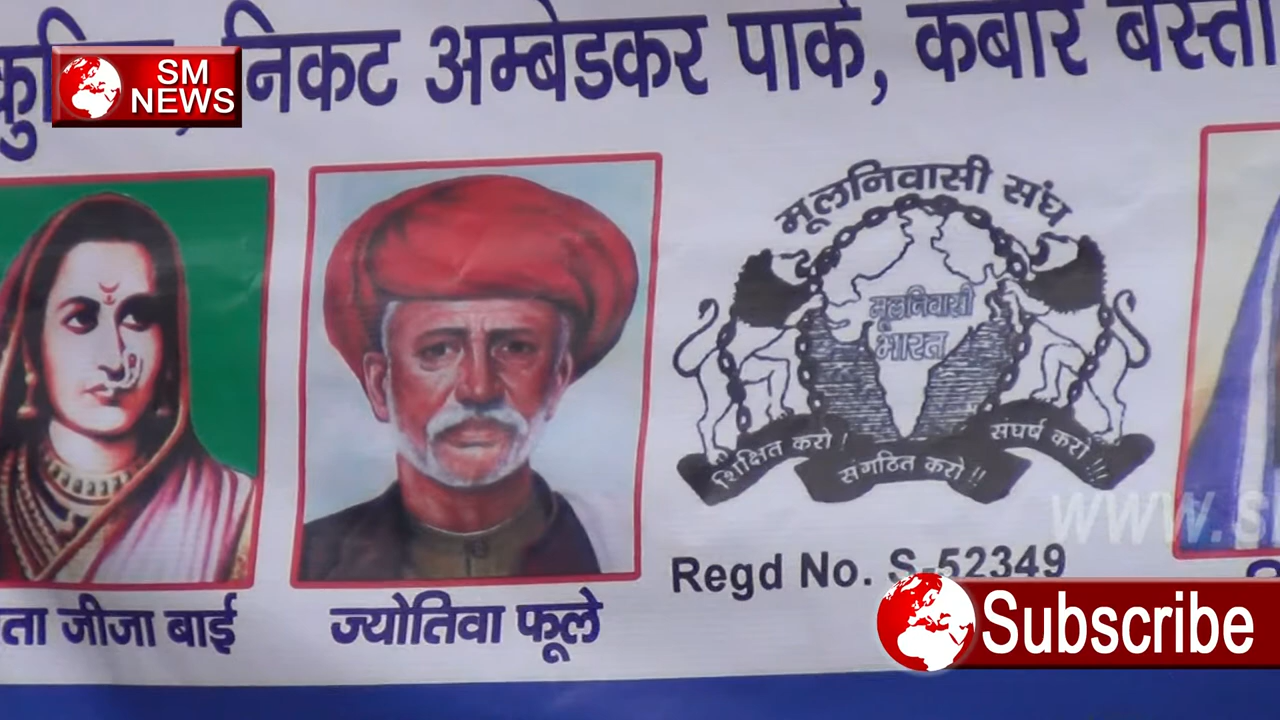 निकट अम्बेडकर पार्क, कबीर बस्ती
SM
NEWS
मूलनिवासी संघ
मूलनिवासी
भारत
शिक्षित करो !
संगठित करो !!
संघर्ष करो !!!
www.s
Regd No. S-52349
ता जीजा बाई
ज्योतिवा फूले
Subscribe